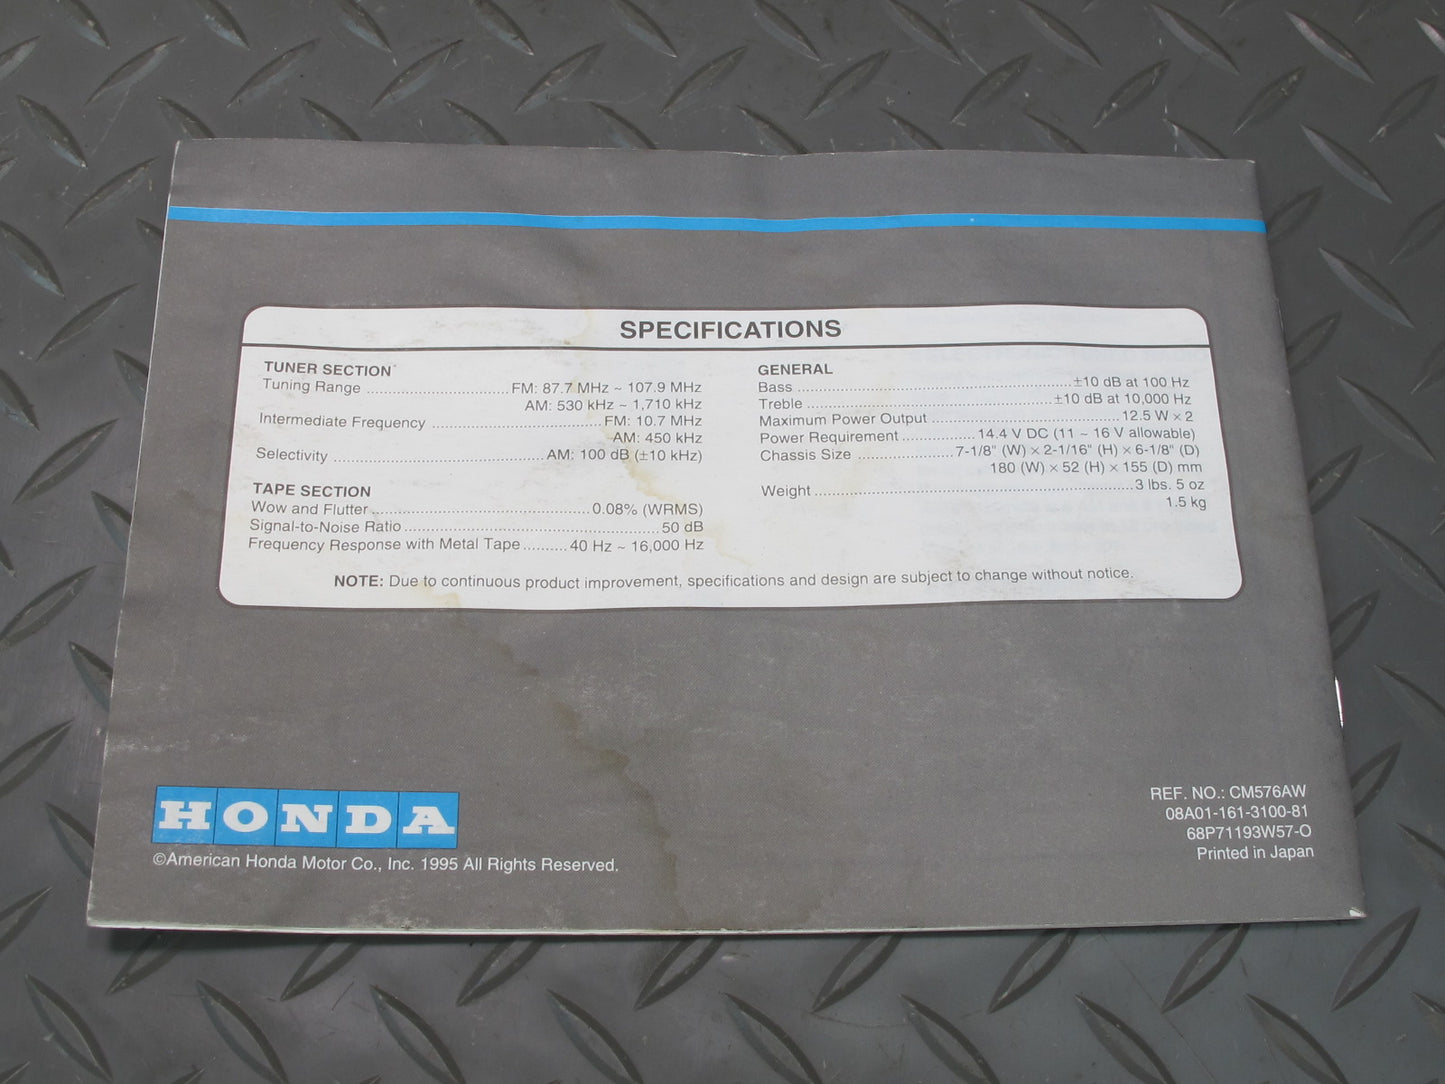 SPECIFICATIONS
TUNER SECTION
Tuning Range ........................ FM: 87.7 MHz ~ 107.9 MHz
AM: 530 kHz ~ 1,710 kHz
Intermediate Frequency ............................ FM: 10.7 MHz
AM: 450 kHz
Selectivity .................................... AM: 100 dB (±10 kHz)
TAPE SECTION
Wow and Flutter ..................................... 0.08% (WRMS)
Signal-to-Noise Ratio ........................................... 50 dB
Frequency Response with Metal Tape .......... 40 Hz ~ 16,000 Hz
GENERAL
Bass .............................................. ±10 dB at 100 Hz
Treble ......................................... ±10 dB at 10,000 Hz
Maximum Power Output ................................ 12.5 W × 2
Power Requirement ............ 14.4 V DC (11 ~ 16 V allowable)
Chassis Size ................ 7-1/8" (W) × 2-1/16" (H) × 6-1/8" (D)
180 (W) × 52 (H) × 155 (D) mm
Weight ...................................................... 3 lbs. 5 oz
1.5 kg
NOTE: Due to continuous product improvement, specifications and design are subject to change without notice.
HONDA
©American Honda Motor Co., Inc. 1995 All Rights Reserved.
REF. NO.: CM576AW
08A01-161-3100-81
68P71193W57-O
Printed in Japan